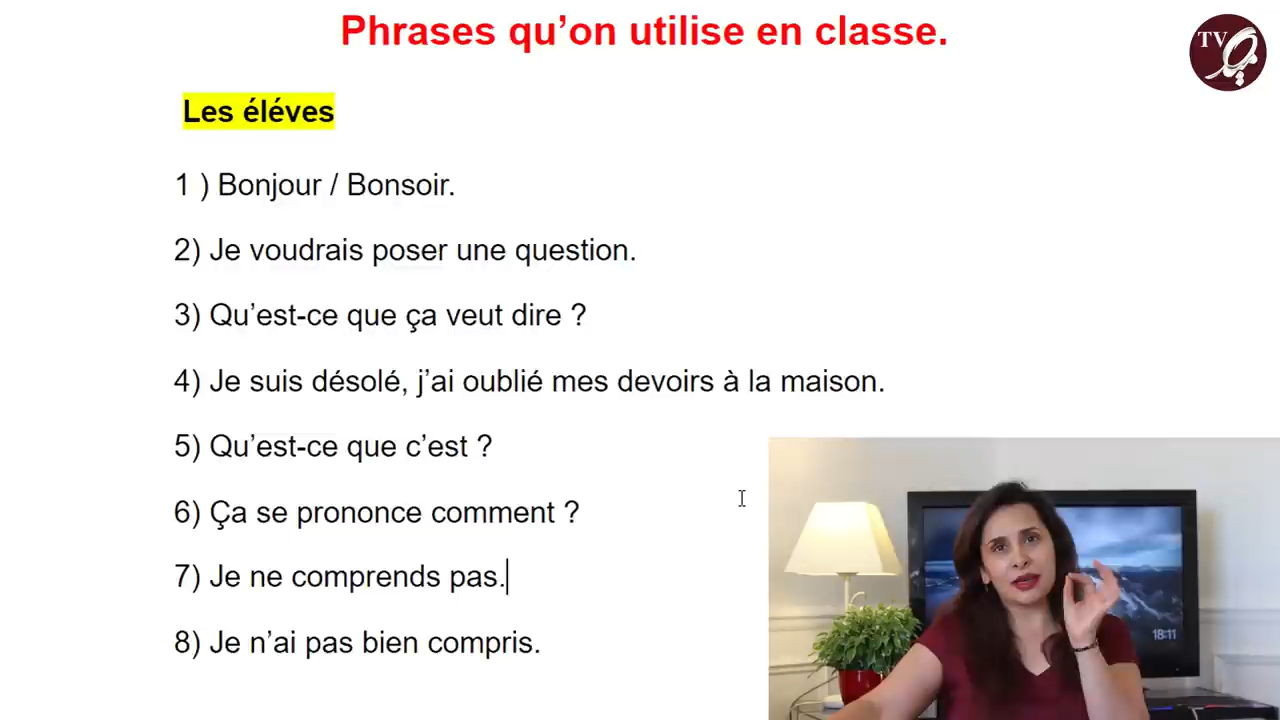 Phrases qu’on utilise en classe.
TV
Les éléves
1 ) Bonjour / Bonsoir.
2) Je voudrais poser une question.
3) Qu’est-ce que ça veut dire ?
4) Je suis désolé, j’ai oublié mes devoirs à la maison.
5) Qu’est-ce que c’est ?
6) Ça se prononce comment ?
7) Je ne comprends pas.
8) Je n’ai pas bien compris.
18:11